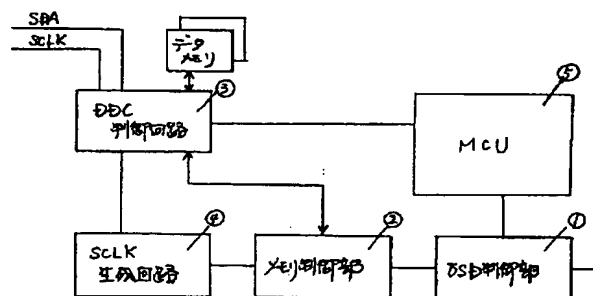 SDA
SCLK
データ
メモリ
③
DDC
制御回路
⑤
MCU
④
SCLK
生成回路
②
メモリ制御部
①
OSD制御部